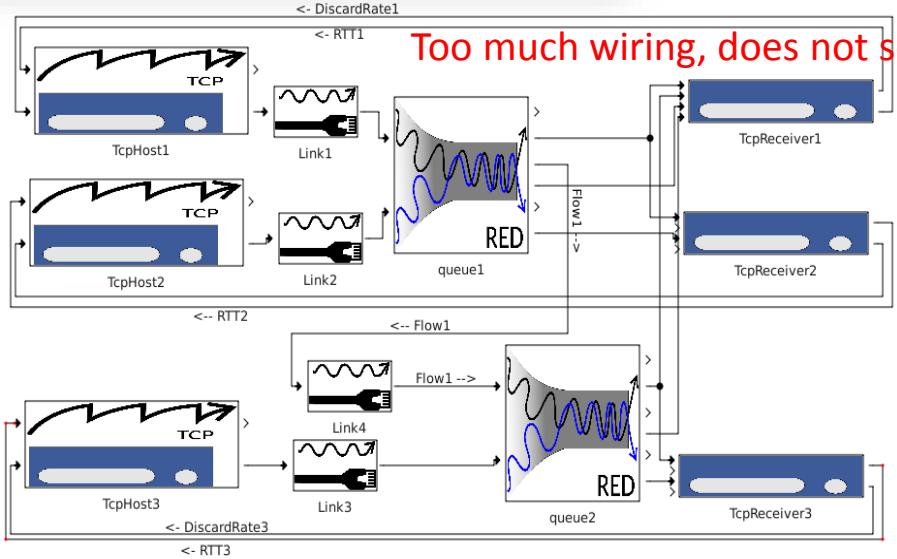 <- DiscardRate1
<- RTT1
Too much wiring, does not s
TCP
TcpHost1
Link1
TcpReceiver1
TCP
TcpHost2
Link2
RED
queue1
Flow1 -->
TcpReceiver2
<-- RTT2
<-- Flow1
Flow1 -->
Link4
TCP
TcpHost3
Link3
RED
queue2
TcpReceiver3
<- DiscardRate3
<- RTT3